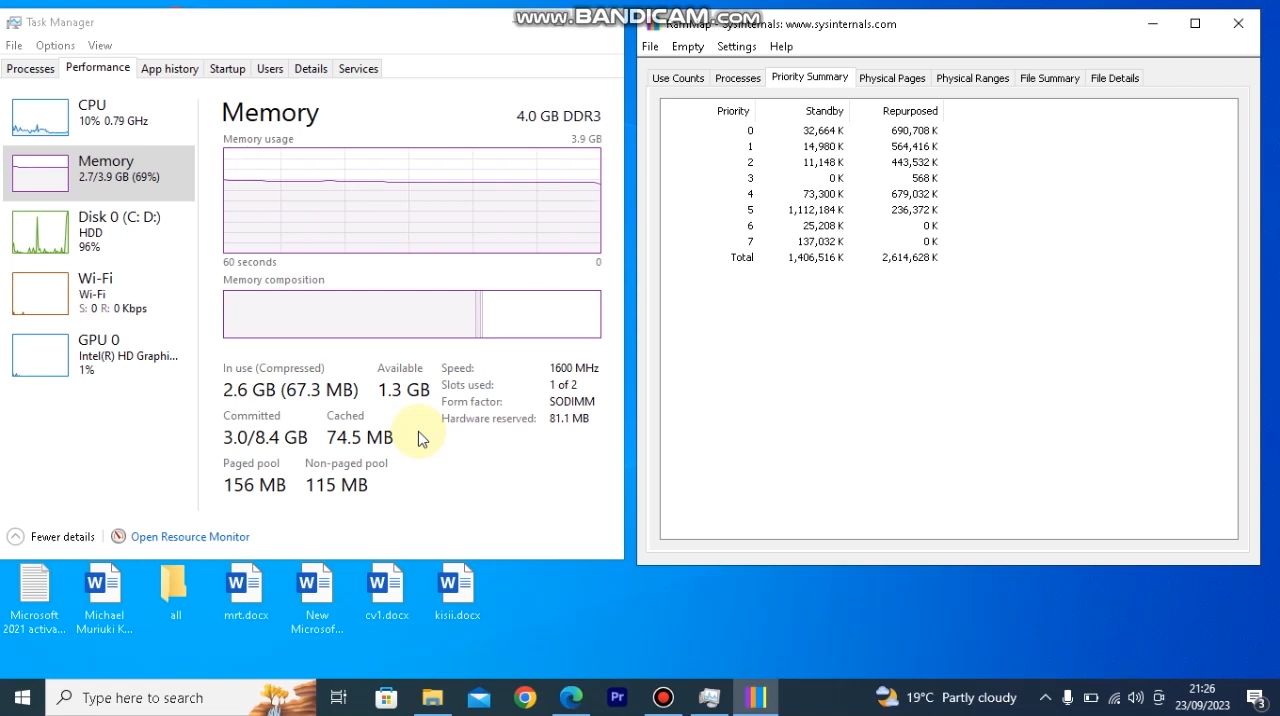 Task Manager
www.BANDICAM.com
RamMap - Sysinternals: www.sysinternals.com
File Options View
File Empty Settings Help
Processes Performance App history Startup Users Details Services
Use Counts Processes Priority Summary Physical Pages Physical Ranges File Summary File Details
CPU
10% 0.79 GHz
Memory
2.7/3.9 GB (69%)
Disk 0 (C: D:)
HDD
96%
Wi-Fi
Wi-Fi
S: 0 R: 0 Kbps
GPU 0
Intel(R) HD Graphi...
1%
Memory 4.0 GB DDR3
Memory usage 3.9 GB
60 seconds 0
Memory composition
In use (Compressed) Available
2.6 GB (67.3 MB) 1.3 GB
Committed Cached
3.0/8.4 GB 74.5 MB
Paged pool Non-paged pool
156 MB 115 MB
Speed: 1600 MHz
Slots used: 1 of 2
Form factor: SODIMM
Hardware reserved: 81.1 MB
Fewer details Open Resource Monitor
Priority Standby Repurposed
0 32,664 K 690,708 K
1 14,980 K 564,416 K
2 11,148 K 443,532 K
3 0 K 568 K
4 73,300 K 679,032 K
5 1,112,184 K 236,372 K
6 25,208 K 0 K
7 137,032 K 0 K
Total 1,406,516 K 2,614,628 K
Microsoft
2021 activa...
Michael
Muriuki K...
all
mrt.docx
New
Microsof...
cv1.docx
kisii.docx
Type here to search
Pr
19°C Partly cloudy
21:26
23/09/2023
3